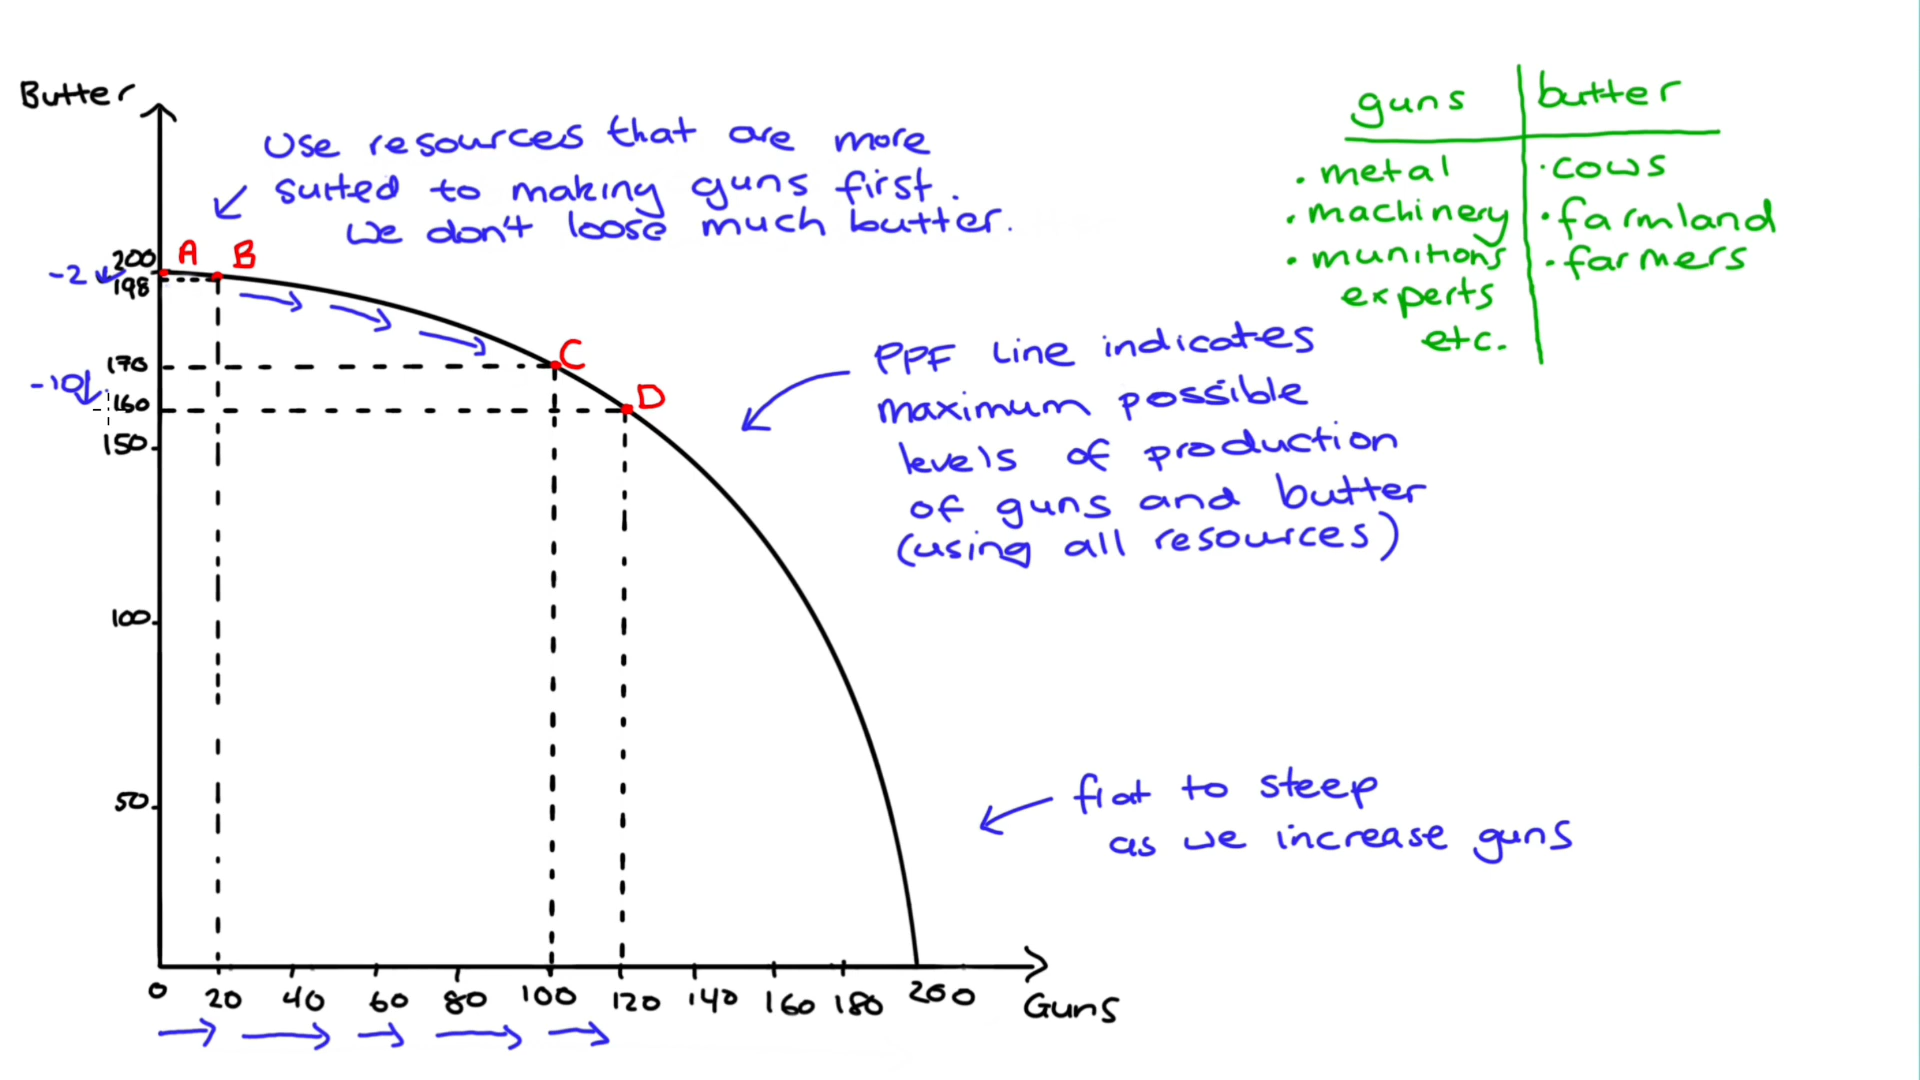 Butter
Use resources that are more
suited to making guns first.
We don't loose much butter.
guns
butter
• metal
• machinery
• munitions
experts
etc.
• cows
• farmland
• farmers
A
B
200
-2
198
C
170
-10
160
D
150
PPF Line indicates
maximum possible
levels of production
of guns and butter
(using all resources)
100
50
flat to steep
as we increase guns
0 20 40 60 80 100 120 140 160 180 200
Guns